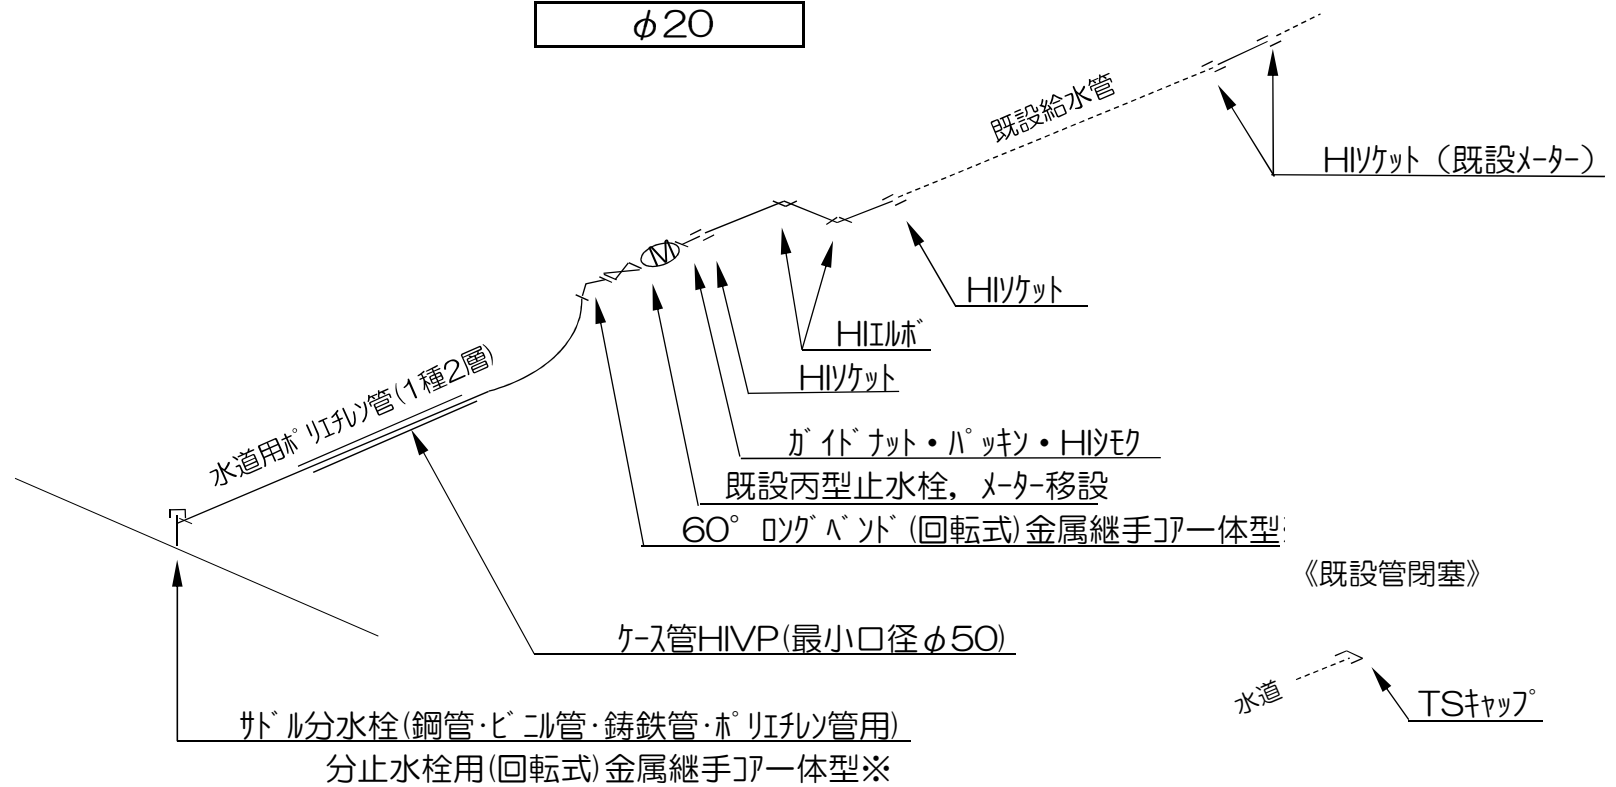 φ20
既設給水管
HIソケット（既設メーター）
HIソケット
HIエルボ
HIソケット
水道用ポリエチレン管(1種2層)
ガイドナット・パッキン・HIシモク
既設丙型止水栓，メーター移設
60°ロングベンド(回転式)金属継手コア一体型
《既設管閉塞》
ケース管HIVP(最小口径φ50)
水道
TSキャップ
サドル分水栓(鋼管･ビニル管･鋳鉄管･ポリエチレン管用)
分止水栓用(回転式)金属継手コア一体型※